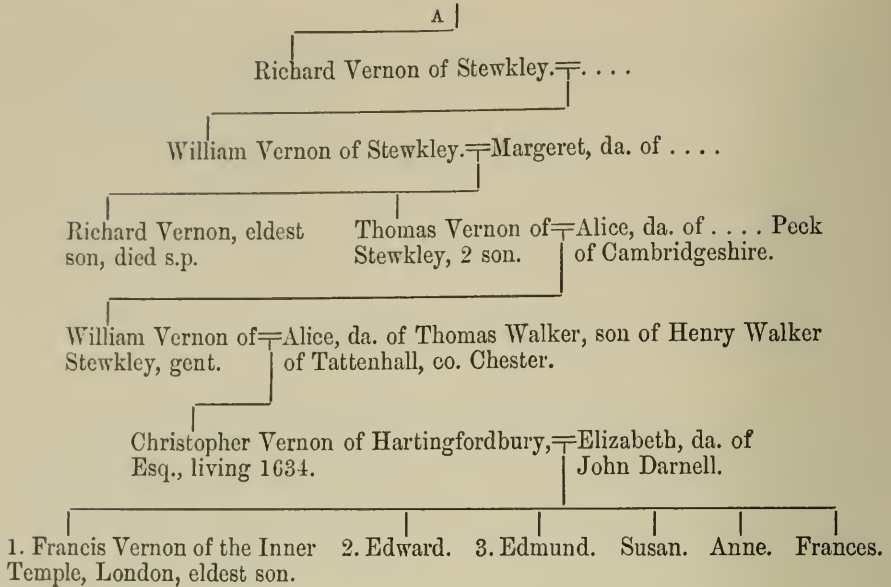 A
Richard Vernon of Stewkley. . . . .
William Vernon of Stewkley. Margeret, da. of . . . .
Richard Vernon, eldest son, died s.p.
Thomas Vernon of Stewkley, 2 son.
Alice, da. of . . . . Peck of Cambridgeshire.
William Vernon of Stewkley, gent.
Alice, da. of Thomas Walker, son of Henry Walker of Tattenhall, co. Chester.
Christopher Vernon of Hartingfordbury, Esq., living 1634.
Elizabeth, da. of John Darnell.
1. Francis Vernon of the Inner Temple, London, eldest son.
2. Edward. 3. Edmund. Susan. Anne. Frances.